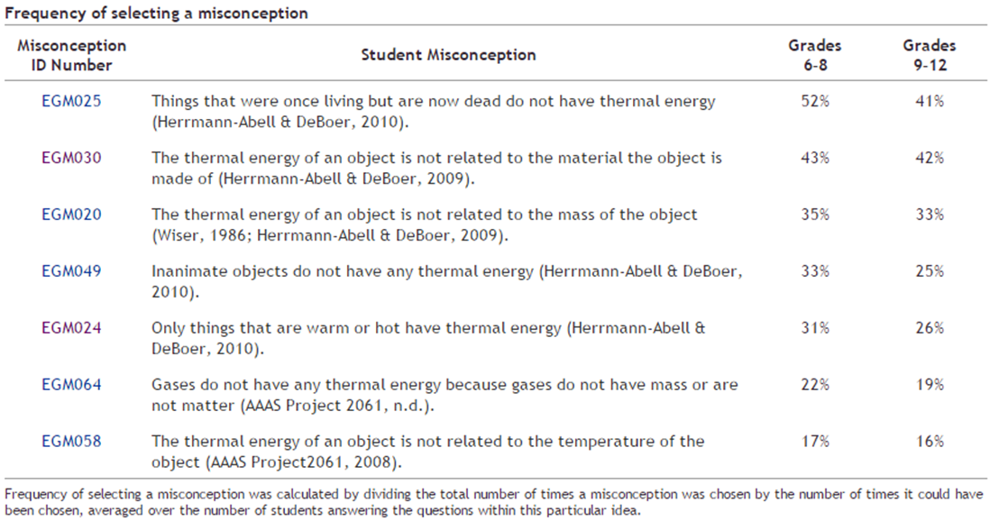 Frequency of selecting a misconception
Misconception
ID Number
Student Misconception
Grades
6-8
Grades
9-12
EGM025
Things that were once living but are now dead do not have thermal energy
(Herrmann-Abell & DeBoer, 2010).
52%
41%
EGM030
The thermal energy of an object is not related to the material the object is
made of (Herrmann-Abell & DeBoer, 2009).
43%
42%
EGM020
The thermal energy of an object is not related to the mass of the object
(Wiser, 1986; Herrmann-Abell & DeBoer, 2009).
35%
33%
EGM049
Inanimate objects do not have any thermal energy (Herrmann-Abell & DeBoer,
2010).
33%
25%
EGM024
Only things that are warm or hot have thermal energy (Herrmann-Abell &
DeBoer, 2010).
31%
26%
EGM064
Gases do not have any thermal energy because gases do not have mass or are
not matter (AAAS Project 2061, n.d.).
22%
19%
EGM058
The thermal energy of an object is not related to the temperature of the
object (AAAS Project2061, 2008).
17%
16%
Frequency of selecting a misconception was calculated by dividing the total number of times a misconception was chosen by the number of times it could have
been chosen, averaged over the number of students answering the questions within this particular idea.